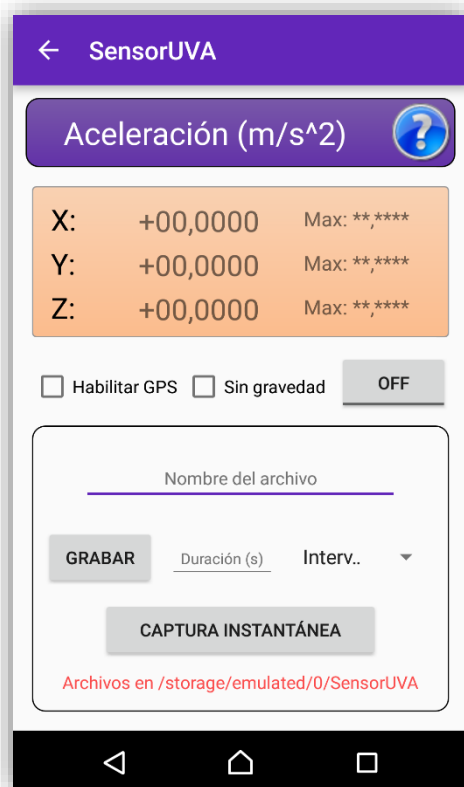 SensorUVA
Aceleración (m/s^2)
X: +00,0000 Max: **,****
Y: +00,0000 Max: **,****
Z: +00,0000 Max: **,****
Habilitar GPS Sin gravedad OFF
Nombre del archivo
GRABAR Duración (s) Interv..
CAPTURA INSTANTÁNEA
Archivos en /storage/emulated/0/SensorUVA